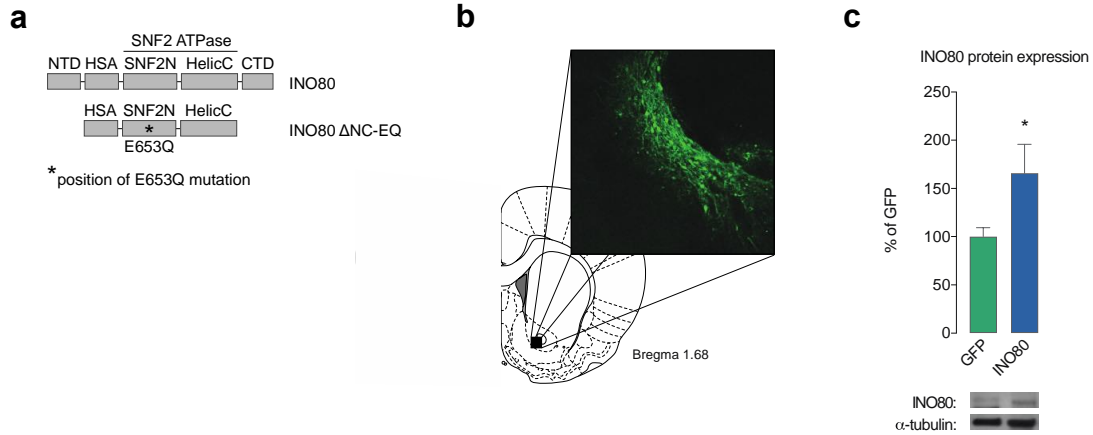 a
SNF2 ATPase
NTD HSA SNF2N HelicC CTD
INO80
HSA SNF2N HelicC
*
INO80 ΔNC-EQ
E653Q
*position of E653Q mutation
b
Bregma 1.68
c
INO80 protein expression
% of GFP
250
200
150
100
50
0
*
GFP
INO80
INO80:
α-tubulin: